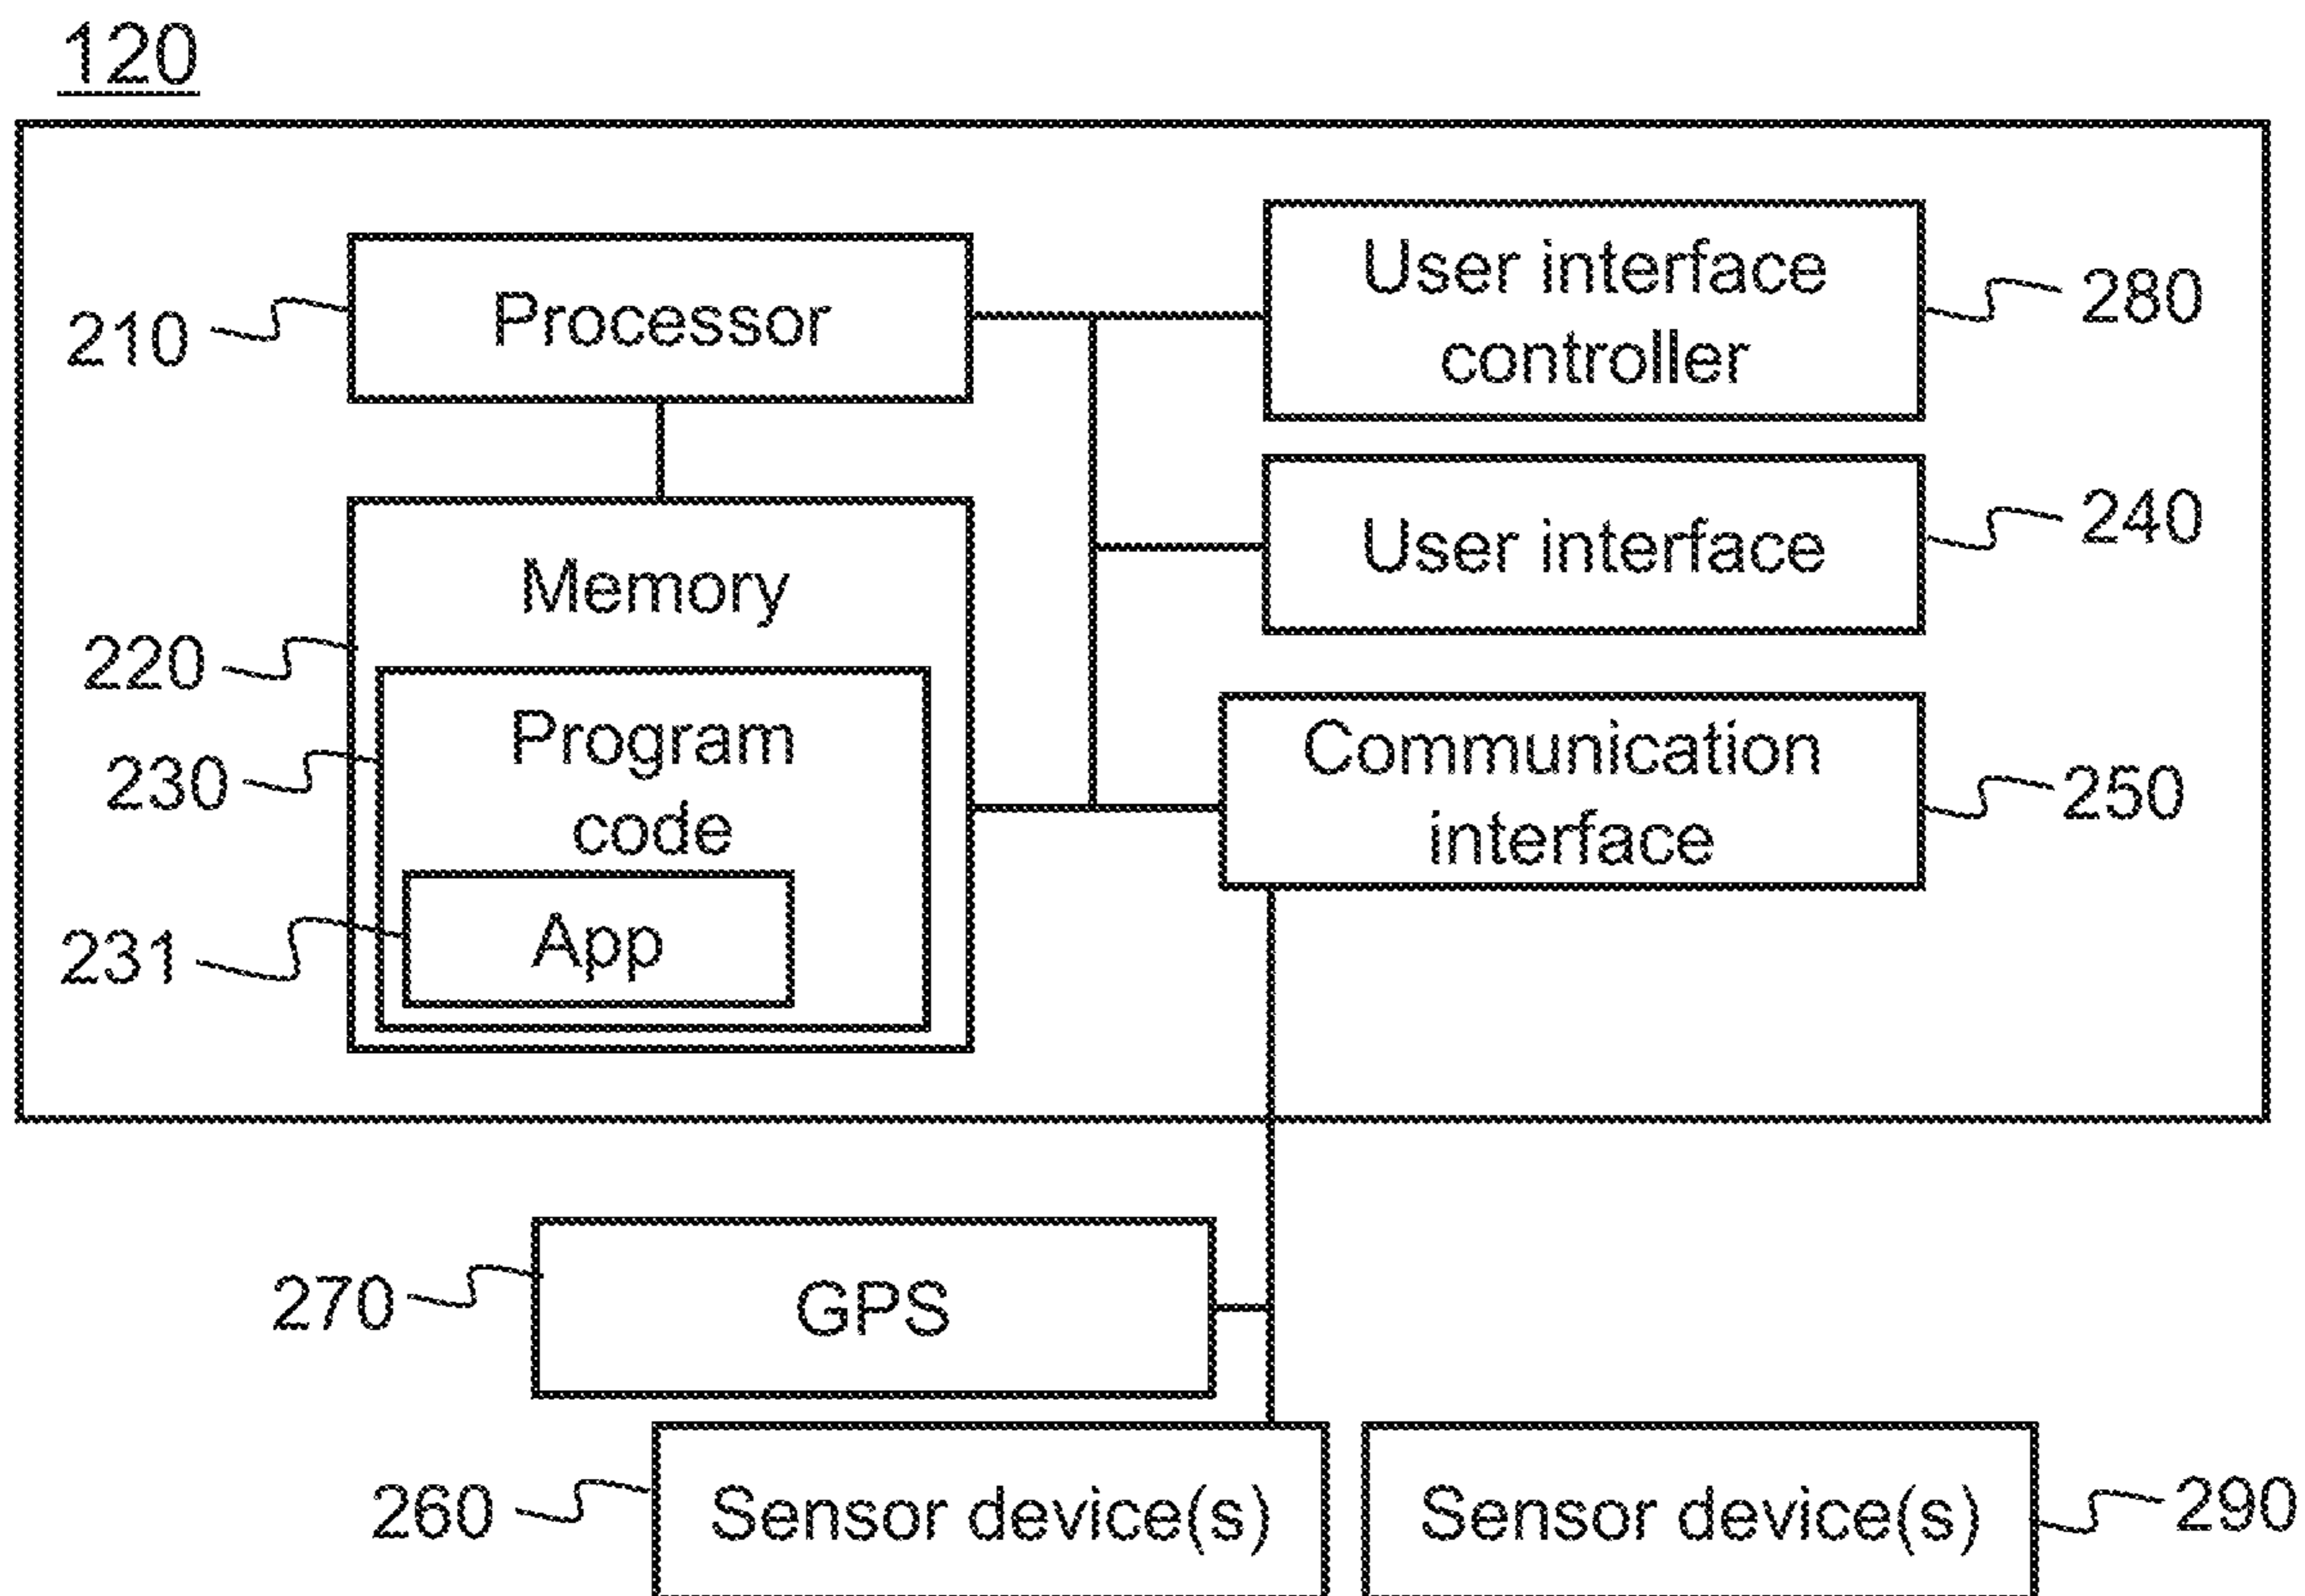 120
Processor
210
User interface
controller
280
Memory
220
User interface
240
Program
code
230
Communication
interface
250
App
231
GPS
270
Sensor device(s)
260
Sensor device(s)
290